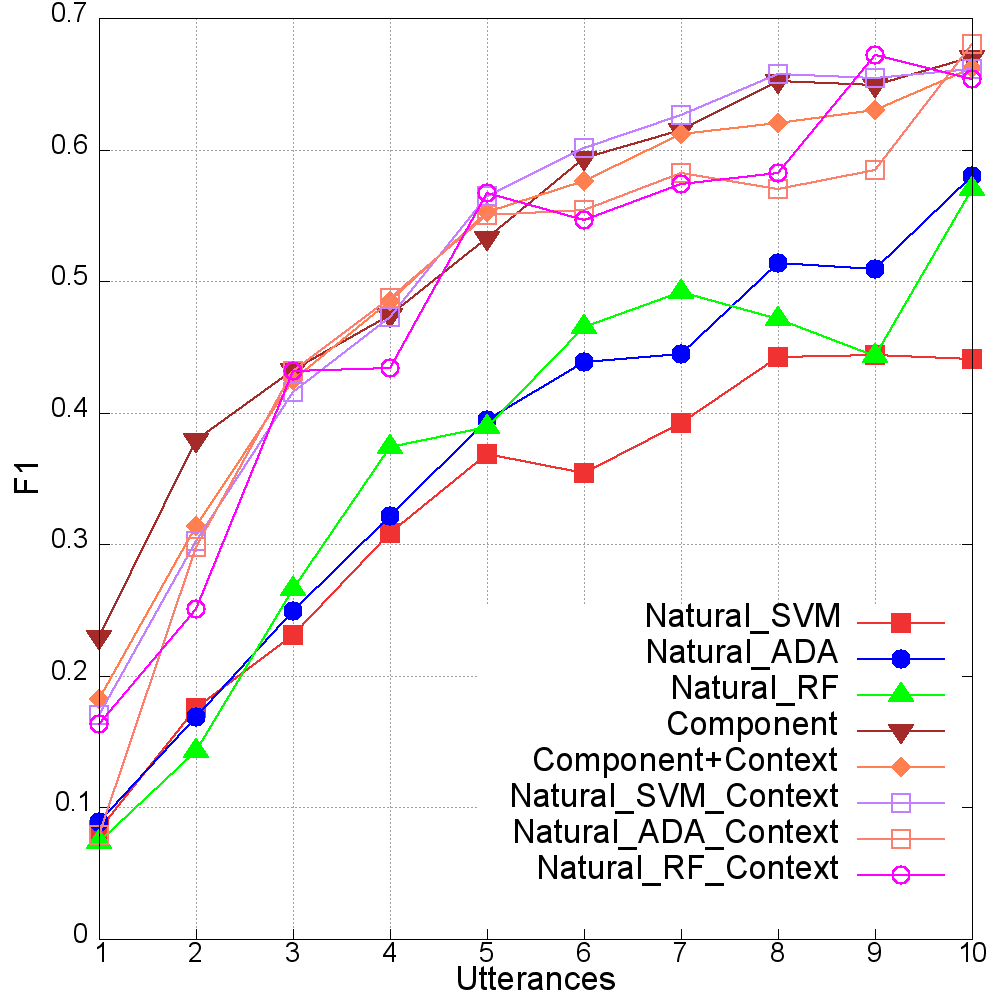 0.7
0.6
0.5
0.4
0.3
0.2
0.1
0
F1
Natural_SVM
Natural_ADA
Natural_RF
Component
Component+Context
Natural_SVM_Context
Natural_ADA_Context
Natural_RF_Context
1 2 3 4 5 6 7 8 9 10
Utterances